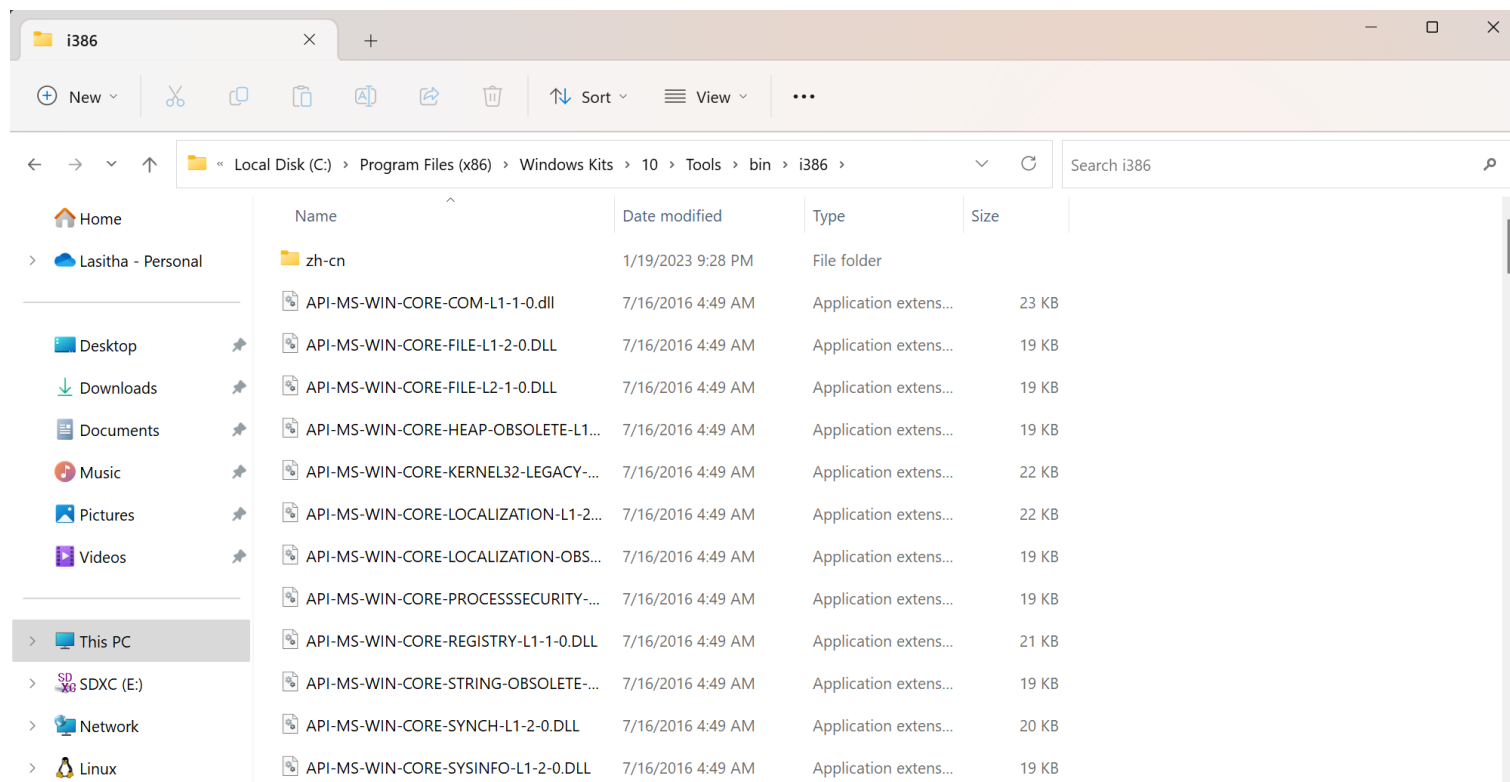 i386
New Sort View
« Local Disk (C:) › Program Files (x86) › Windows Kits › 10 › Tools › bin › i386 ›
Search i386
Home
Lasitha - Personal
Desktop
Downloads
Documents
Music
Pictures
Videos
This PC
SDXC (E:)
Network
Linux
Name Date modified Type Size
zh-cn 1/19/2023 9:28 PM File folder
API-MS-WIN-CORE-COM-L1-1-0.dll 7/16/2016 4:49 AM Application extens... 23 KB
API-MS-WIN-CORE-FILE-L1-2-0.DLL 7/16/2016 4:49 AM Application extens... 19 KB
API-MS-WIN-CORE-FILE-L2-1-0.DLL 7/16/2016 4:49 AM Application extens... 19 KB
API-MS-WIN-CORE-HEAP-OBSOLETE-L1... 7/16/2016 4:49 AM Application extens... 19 KB
API-MS-WIN-CORE-KERNEL32-LEGACY-... 7/16/2016 4:49 AM Application extens... 22 KB
API-MS-WIN-CORE-LOCALIZATION-L1-2... 7/16/2016 4:49 AM Application extens... 22 KB
API-MS-WIN-CORE-LOCALIZATION-OBS... 7/16/2016 4:49 AM Application extens... 19 KB
API-MS-WIN-CORE-PROCESSSECURITY-... 7/16/2016 4:49 AM Application extens... 19 KB
API-MS-WIN-CORE-REGISTRY-L1-1-0.DLL 7/16/2016 4:49 AM Application extens... 21 KB
API-MS-WIN-CORE-STRING-OBSOLETE-... 7/16/2016 4:49 AM Application extens... 19 KB
API-MS-WIN-CORE-SYNCH-L1-2-0.DLL 7/16/2016 4:49 AM Application extens... 20 KB
API-MS-WIN-CORE-SYSINFO-L1-2-0.DLL 7/16/2016 4:49 AM Application extens... 19 KB